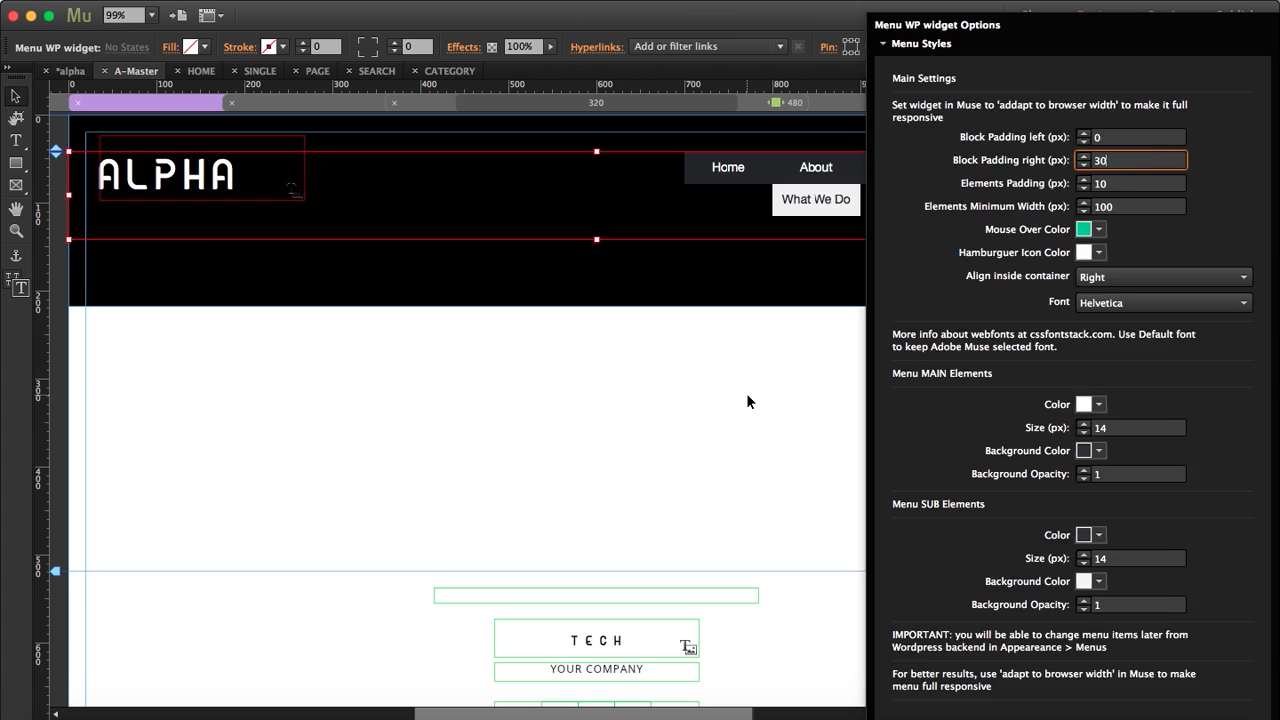 Mu 99%
Menu WP widget: No States Fill: Stroke: 0 0 Effects: 100% Hyperlinks: Add or filter links Pin:
*alpha A-Master HOME SINGLE PAGE SEARCH CATEGORY
0 100 200 300 400 500 600 700 800
320 480
0
100
200
300
400
500
600
ALPHA
Home About
What We Do
TECH
YOUR COMPANY
Menu WP widget Options
Menu Styles
Main Settings
Set widget in Muse to 'addapt to browser width' to make it full
responsive
Block Padding left (px): 0
Block Padding right (px): 30
Elements Padding (px): 10
Elements Minimum Width (px): 100
Mouse Over Color
Hamburguer Icon Color
Align inside container Right
Font Helvetica
More info about webfonts at cssfontstack.com. Use Default font
to keep Adobe Muse selected font.
Menu MAIN Elements
Color
Size (px): 14
Background Color
Background Opacity: 1
Menu SUB Elements
Color
Size (px): 14
Background Color
Background Opacity: 1
IMPORTANT: you will be able to change menu items later from
Wordpress backend in Appeareance > Menus
For better results, use 'adapt to browser width' in Muse to make
menu full responsive